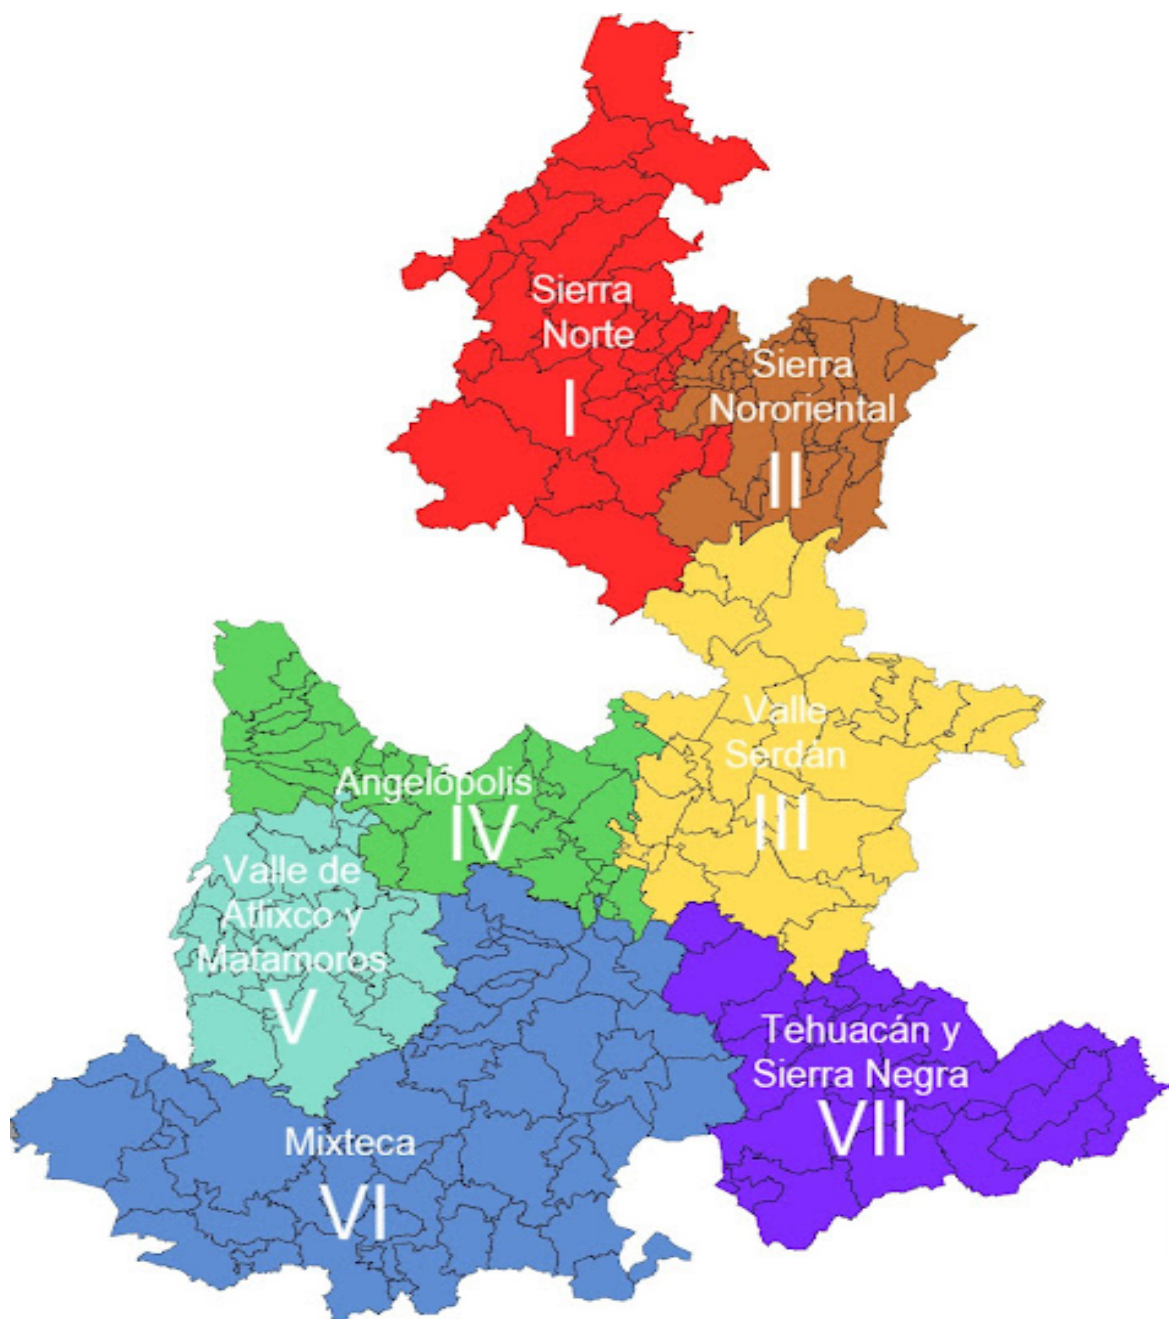 Sierra
Norte
I
Sierra
Nororiental
II
Valle
Serdán
III
Angelópolis
IV
Valle de
Atlixco y
Matamoros
V
Tehuacán y
Sierra Negra
VII
Mixteca
VI